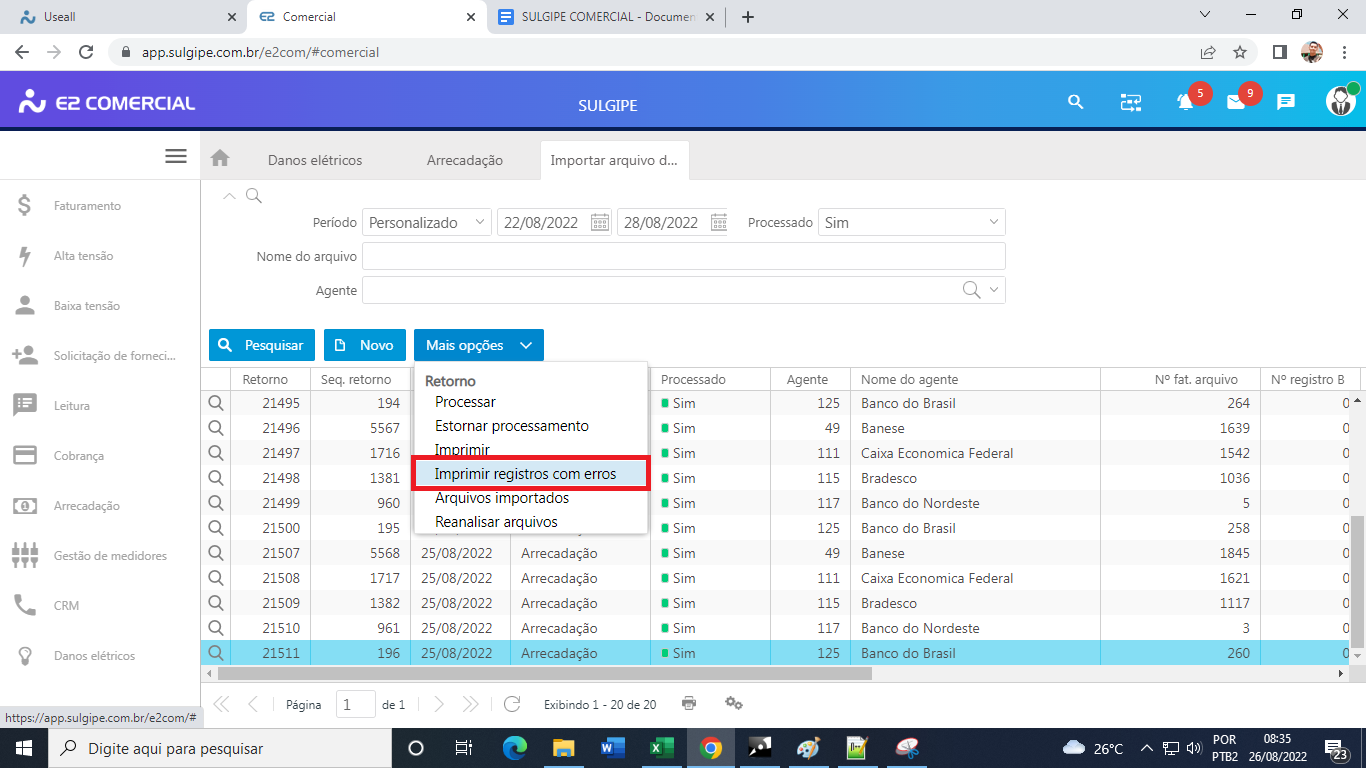 Useall
Comercial
SULGIPE COMERCIAL - Documen
app.sulgipe.com.br/e2com/#comercial
E2 COMERCIAL
SULGIPE
5
9
Danos elétricos
Arrecadação
Importar arquivo d...
Faturamento
Alta tensão
Baixa tensão
Solicitação de forneci...
Leitura
Cobrança
Arrecadação
Gestão de medidores
CRM
Danos elétricos
Período Personalizado 22/08/2022 28/08/2022 Processado Sim
Nome do arquivo
Agente
Pesquisar Novo Mais opções
Retorno
Processar
Estornar processamento
Imprimir
Imprimir registros com erros
Arquivos importados
Reanalisar arquivos
Retorno Seq. retorno Processado Agente Nome do agente Nº fat. arquivo Nº registro B
21495 194 Sim 125 Banco do Brasil 264 0
21496 5567 Sim 49 Banese 1639 0
21497 1716 Sim 111 Caixa Economica Federal 1542 0
21498 1381 Sim 115 Bradesco 1036 0
21499 960 Sim 117 Banco do Nordeste 5 0
21500 195 Sim 125 Banco do Brasil 258 0
21507 5568 25/08/2022 Arrecadação Sim 49 Banese 1845 0
21508 1717 25/08/2022 Arrecadação Sim 111 Caixa Economica Federal 1621 0
21509 1382 25/08/2022 Arrecadação Sim 115 Bradesco 1117 0
21510 961 25/08/2022 Arrecadação Sim 117 Banco do Nordeste 3 0
21511 196 25/08/2022 Arrecadação Sim 125 Banco do Brasil 260 0
Página 1 de 1 Exibindo 1 - 20 de 20
https://app.sulgipe.com.br/e2com/#
Digite aqui para pesquisar
26°C
POR
PTB2
08:35
26/08/2022
23